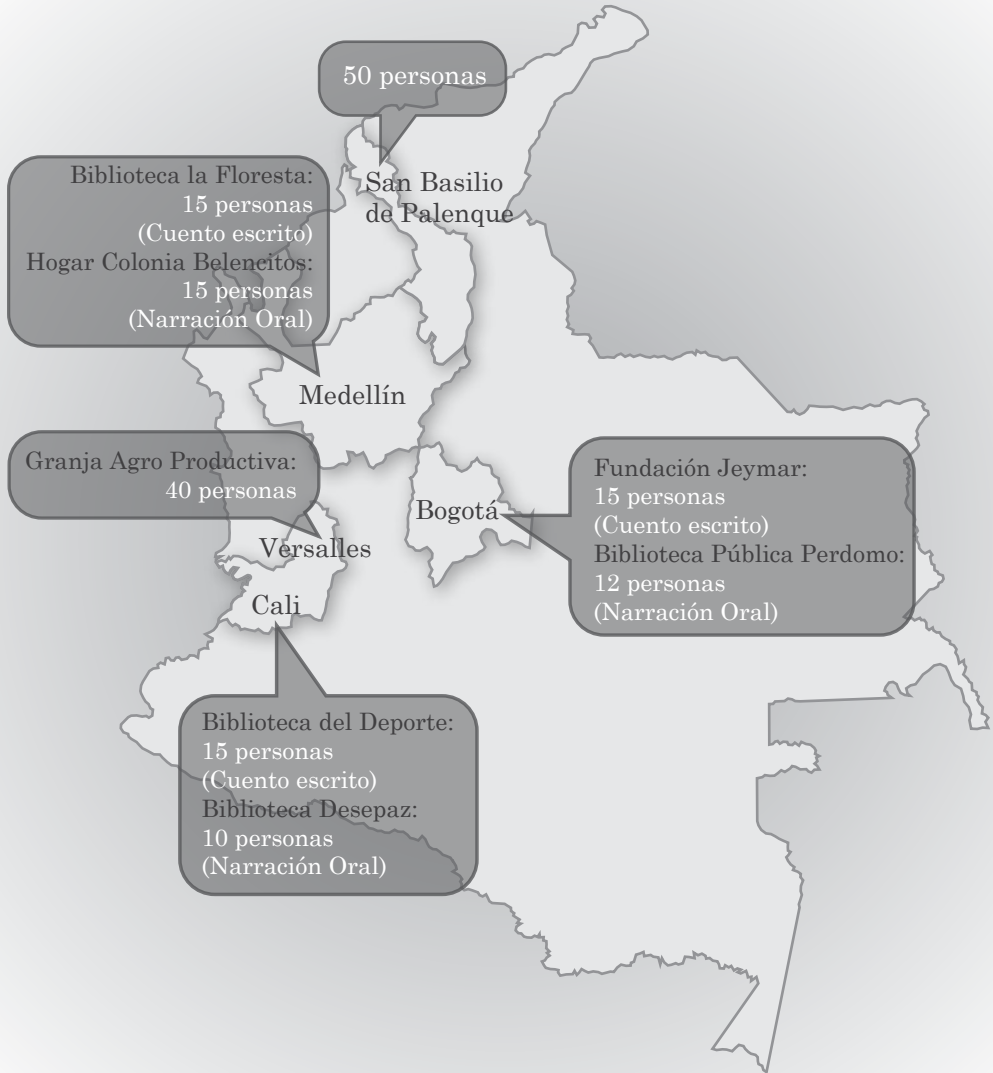 50 personas
San Basilio
de Palenque
Biblioteca la Floresta:
15 personas
(Cuento escrito)
Hogar Colonia Belencitos:
15 personas
(Narración Oral)
Medellín
Granja Agro Productiva:
40 personas
Versalles
Bogotá
Fundación Jeymar:
15 personas
(Cuento escrito)
Biblioteca Pública Perdomo:
12 personas
(Narración Oral)
Cali
Biblioteca del Deporte:
15 personas
(Cuento escrito)
Biblioteca Desepaz:
10 personas
(Narración Oral)